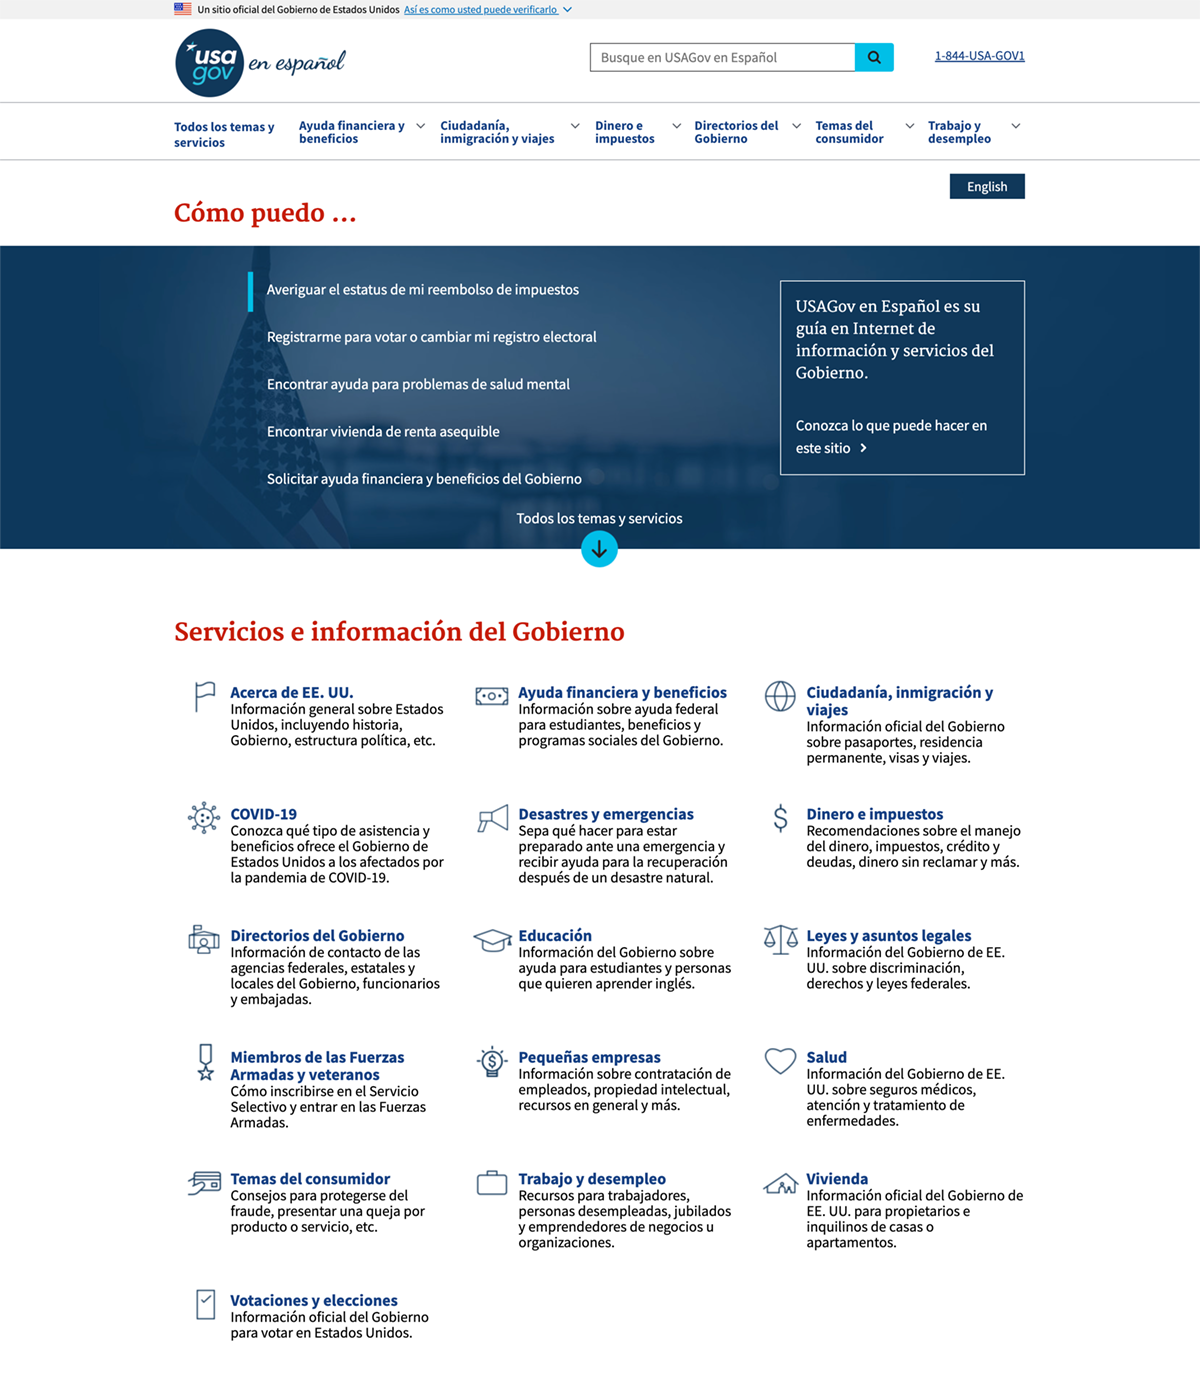 Un sitio oficial del Gobierno de Estados Unidos Así es como usted puede verificarlo
usa
gov
en español
Busque en USAGov en Español
1-844-USA-GOV1
Todos los temas y
servicios
Ayuda financiera y
beneficios
Ciudadanía,
inmigración y viajes
Dinero e
impuestos
Directorios del
Gobierno
Temas del
consumidor
Trabajo y
desempleo
English
Cómo puedo ...
Averiguar el estatus de mi reembolso de impuestos
Registrarme para votar o cambiar mi registro electoral
Encontrar ayuda para problemas de salud mental
Encontrar vivienda de renta asequible
Solicitar ayuda financiera y beneficios del Gobierno
USAGov en Español es su
guía en Internet de
información y servicios del
Gobierno.
Conozca lo que puede hacer en
este sitio
Todos los temas y servicios
Servicios e información del Gobierno
Acerca de EE. UU.
Información general sobre Estados
Unidos, incluyendo historia,
Gobierno, estructura política, etc.
Ayuda financiera y beneficios
Información sobre ayuda federal
para estudiantes, beneficios y
programas sociales del Gobierno.
Ciudadanía, inmigración y
viajes
Información oficial del Gobierno
sobre pasaportes, residencia
permanente, visas y viajes.
COVID-19
Conozca qué tipo de asistencia y
beneficios ofrece el Gobierno de
Estados Unidos a los afectados por
la pandemia de COVID-19.
Desastres y emergencias
Sepa qué hacer para estar
preparado ante una emergencia y
recibir ayuda para la recuperación
después de un desastre natural.
Dinero e impuestos
Recomendaciones sobre el manejo
del dinero, impuestos, crédito y
deudas, dinero sin reclamar y más.
Directorios del Gobierno
Información de contacto de las
agencias federales, estatales y
locales del Gobierno, funcionarios
y embajadas.
Educación
Información del Gobierno sobre
ayuda para estudiantes y personas
que quieren aprender inglés.
Leyes y asuntos legales
Información del Gobierno de EE.
UU. sobre discriminación,
derechos y leyes federales.
Miembros de las Fuerzas
Armadas y veteranos
Cómo inscribirse en el Servicio
Selectivo y entrar en las Fuerzas
Armadas.
Pequeñas empresas
Información sobre contratación de
empleados, propiedad intelectual,
recursos en general y más.
Salud
Información del Gobierno de EE.
UU. sobre seguros médicos,
atención y tratamiento de
enfermedades.
Temas del consumidor
Consejos para protegerse del
fraude, presentar una queja por
producto o servicio, etc.
Trabajo y desempleo
Recursos para trabajadores,
personas desempleadas, jubilados
y emprendedores de negocios u
organizaciones.
Vivienda
Información oficial del Gobierno de
EE. UU. para propietarios e
inquilinos de casas o
apartamentos.
Votaciones y elecciones
Información oficial del Gobierno
para votar en Estados Unidos.